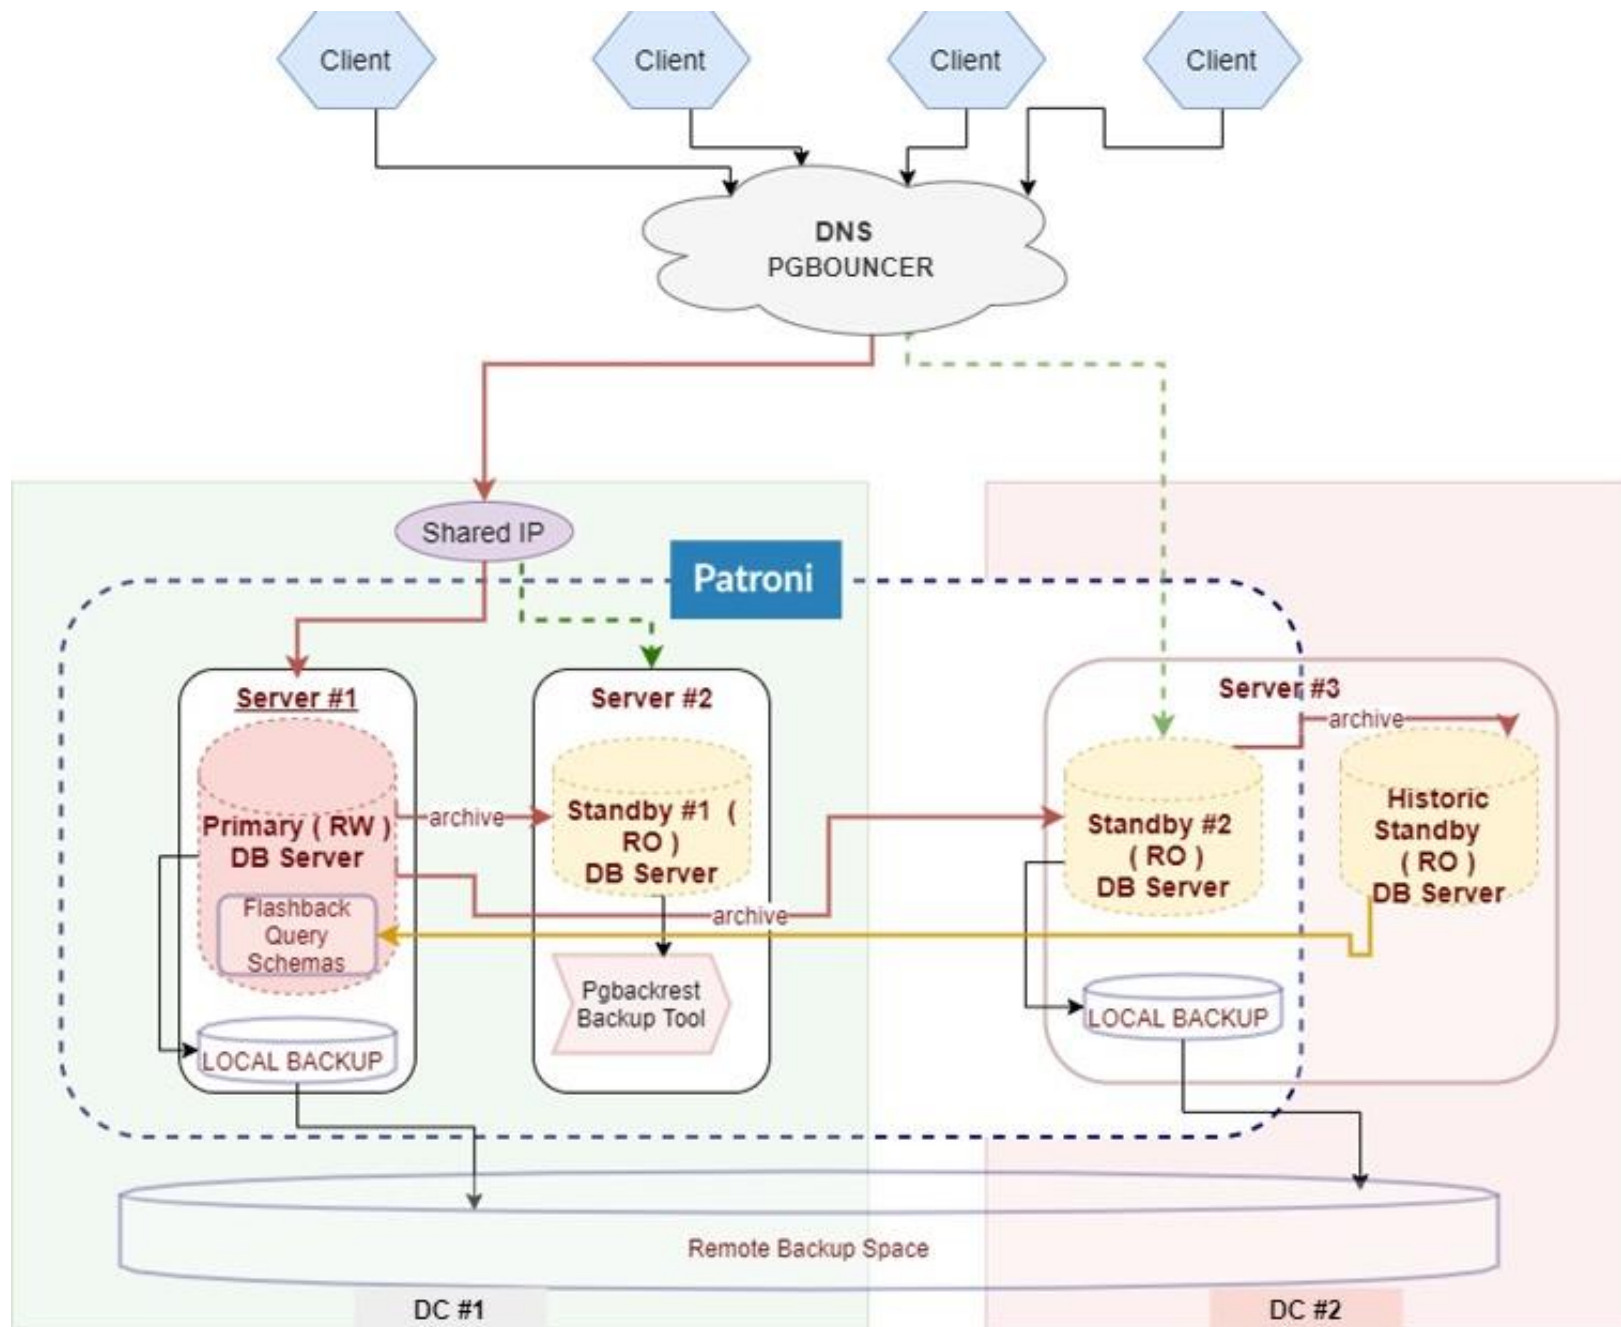 Client
Client
Client
Client
DNS
PGBOUNCER
Shared IP
Patroni
Server #1
Server #2
Server #3
archive
Primary ( RW )
DB Server
archive
Standby #1 (
RO )
DB Server
Standby #2
( RO )
DB Server
Historic
Standby
( RO )
DB Server
Flashback
Query
Schemas
archive
Pgbackrest
Backup Tool
LOCAL BACKUP
LOCAL BACKUP
Remote Backup Space
DC #1
DC #2